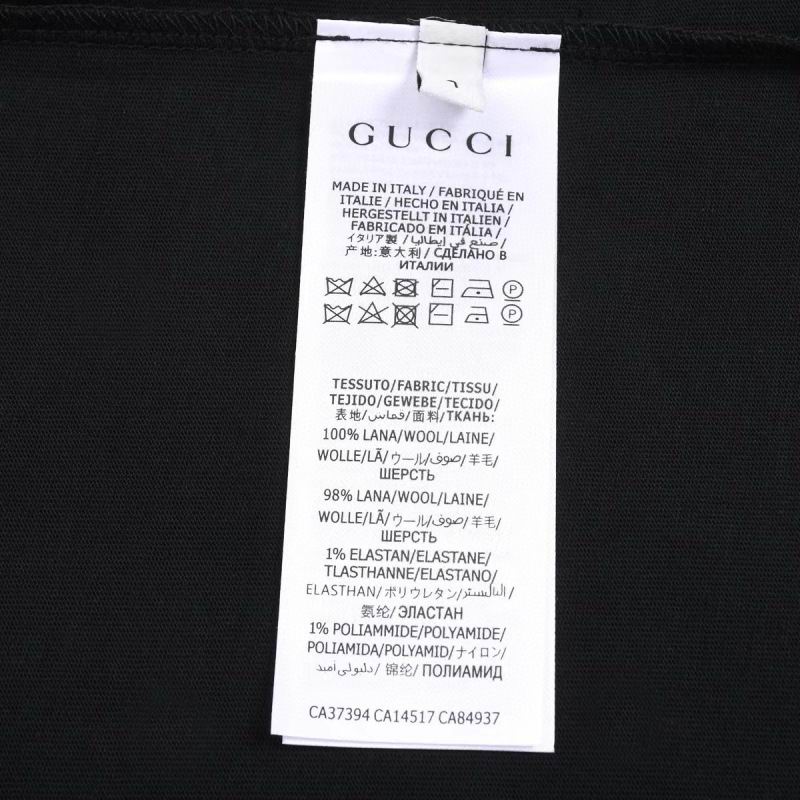 GUCCI
MADE IN ITALY / FABRIQUÉ EN
ITALIE / HECHO EN ITALIA /
HERGESTELLT IN ITALIEN /
FABRICADO EM ITÁLIA /
イタリア製 / صنع في إيطاليا /
产地:意大利 / СДЕЛАНО В
ИТАЛИИ
P
P
TESSUTO/FABRIC/TISSU/
TEJIDO/GEWEBE/TECIDO/
表地/قماش/面料/ТКАНЬ:
100% LANA/WOOL/LAINE/
WOLLE/LÃ/ウール/صوف/羊毛/
ШЕРСТЬ
98% LANA/WOOL/LAINE/
WOLLE/LÃ/ウール/صوف/羊毛/
ШЕРСТЬ
1% ELASTAN/ELASTANE/
TLASTHANNE/ELASTANO/
ELASTHAN/ポリウレタン/
氨纶/ЭЛАСТАН
1% POLIAMMIDE/POLYAMIDE/
POLIAMIDA/POLYAMID/ナイロン/
/ 锦纶/ ПОЛИАМИД
CA37394 CA14517 CA84937